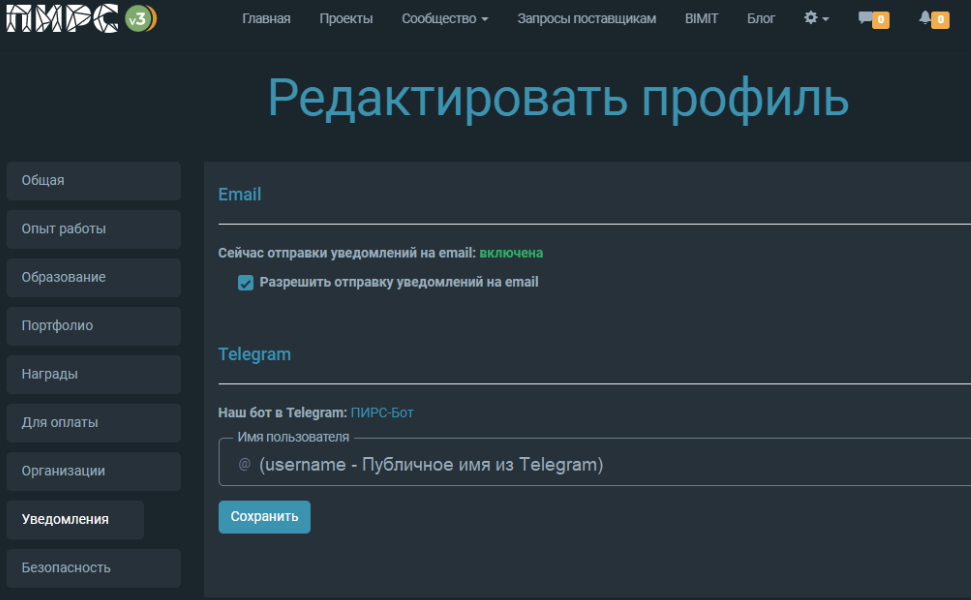 ПИРС v3
Главная Проекты Сообщество Запросы поставщикам BIMIT Блог 0 0
Редактировать профиль
Общая
Опыт работы
Образование
Портфолио
Награды
Для оплаты
Организации
Уведомления
Безопасность
Email
Сейчас отправки уведомлений на email: включена
Разрешить отправку уведомлений на email
Telegram
Наш бот в Telegram: ПИРС-Бот
Имя пользователя
@ (username - Публичное имя из Telegram)
Сохранить